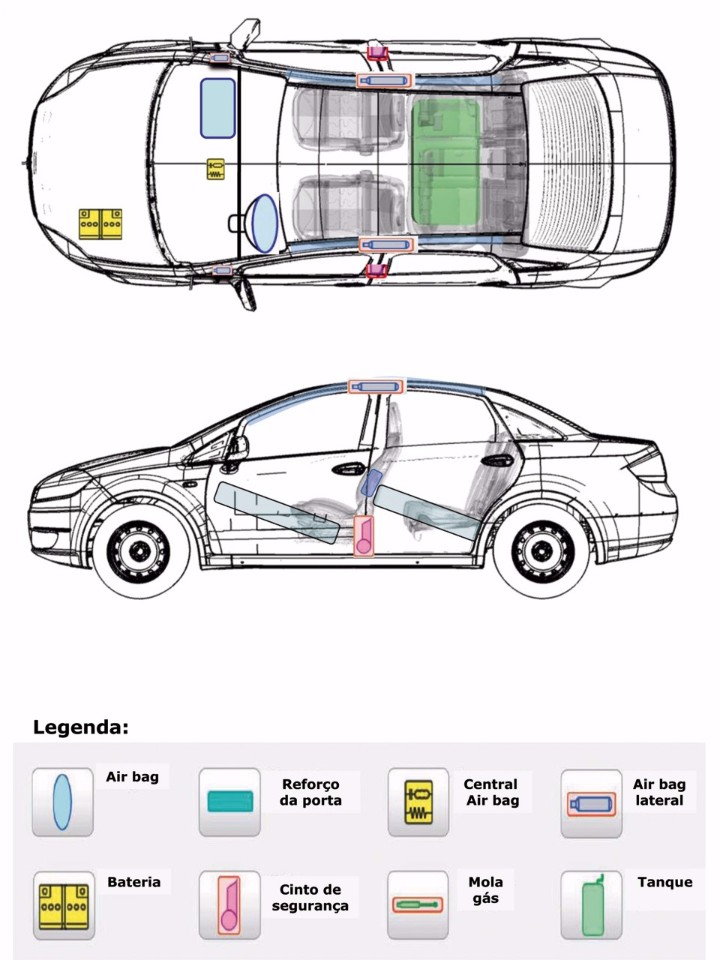 Legenda:
Air bag
Reforço
da porta
Central
Air bag
Air bag
lateral
Bateria
Cinto de
segurança
Mola
gás
Tanque